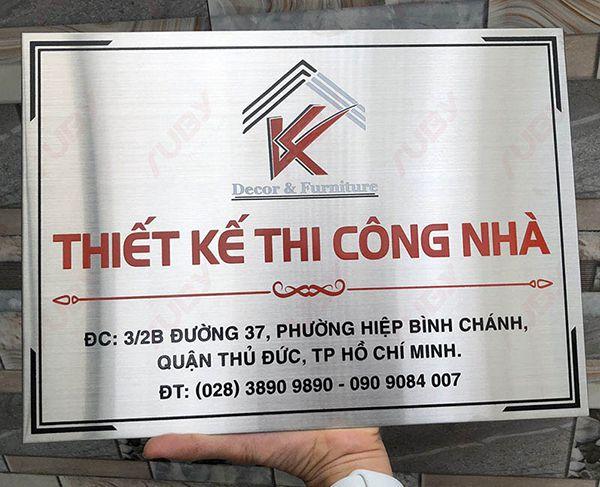 Decor & Furniture
THIẾT KẾ THI CÔNG NHÀ
ĐC: 3/2B ĐƯỜNG 37, PHƯỜNG HIỆP BÌNH CHÁNH,
QUẬN THỦ ĐỨC, TP HỒ CHÍ MINH.
ĐT: (028) 3890 9890 - 090 9084 007
RUBY